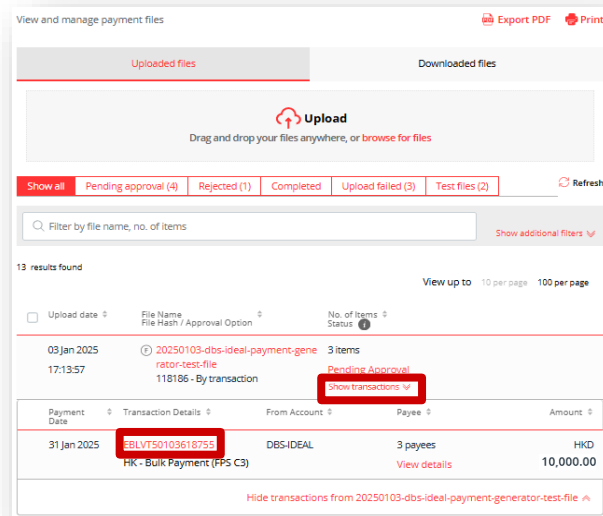 View and manage payment files
Export PDF Print
Uploaded files Downloaded files
Upload
Drag and drop your files anywhere, or browse for files
Show all Pending approval (4) Rejected (1) Completed Upload failed (3) Test files (2) Refresh
Filter by file name, no. of items
Show additional filters
13 results found
View up to 10 per page 100 per page
Upload date File Name No. of Items
File Hash / Approval Option Status i
03 Jan 2025 F 20250103-dbs-ideal-payment-gene 3 items
17:13:57 rator-test-file Pending Approval
118186 - By transaction Show transactions
Payment Transaction Details From Account Payee Amount
Date
31 Jan 2025 EBLVT50103618755 DBS-IDEAL 3 payees HKD
HK - Bulk Payment (FPS C3) View details 10,000.00
Hide transactions from 20250103-dbs-ideal-payment-generator-test-file